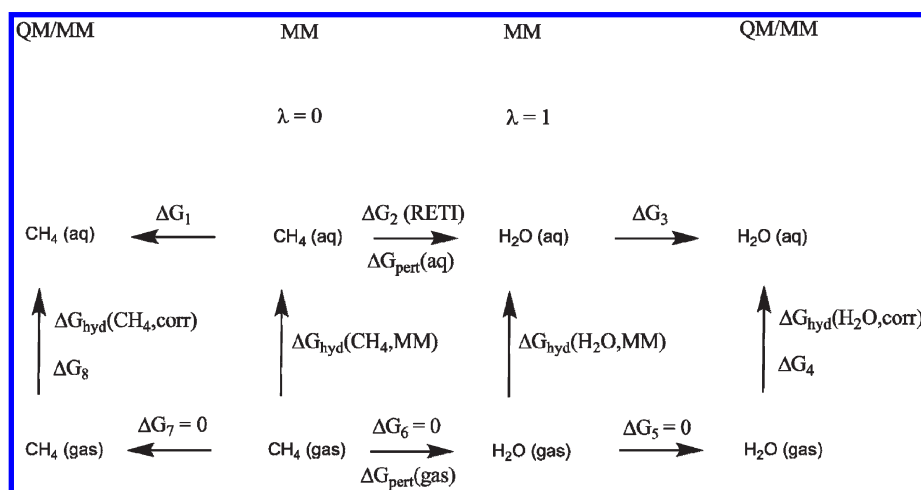 QM/MM MM MM QM/MM
λ = 0 λ = 1
ΔG₁ ΔG₂ (RETI) ΔG₃
CH₄ (aq) CH₄ (aq) H₂O (aq) H₂O (aq)
ΔGpert(aq)
ΔGhyd(CH₄,corr) ΔGhyd(CH₄,MM) ΔGhyd(H₂O,MM) ΔGhyd(H₂O,corr)
ΔG₈ ΔG₄
ΔG₇ = 0 ΔG₆ = 0 ΔG₅ = 0
CH₄ (gas) CH₄ (gas) H₂O (gas) H₂O (gas)
ΔGpert(gas)